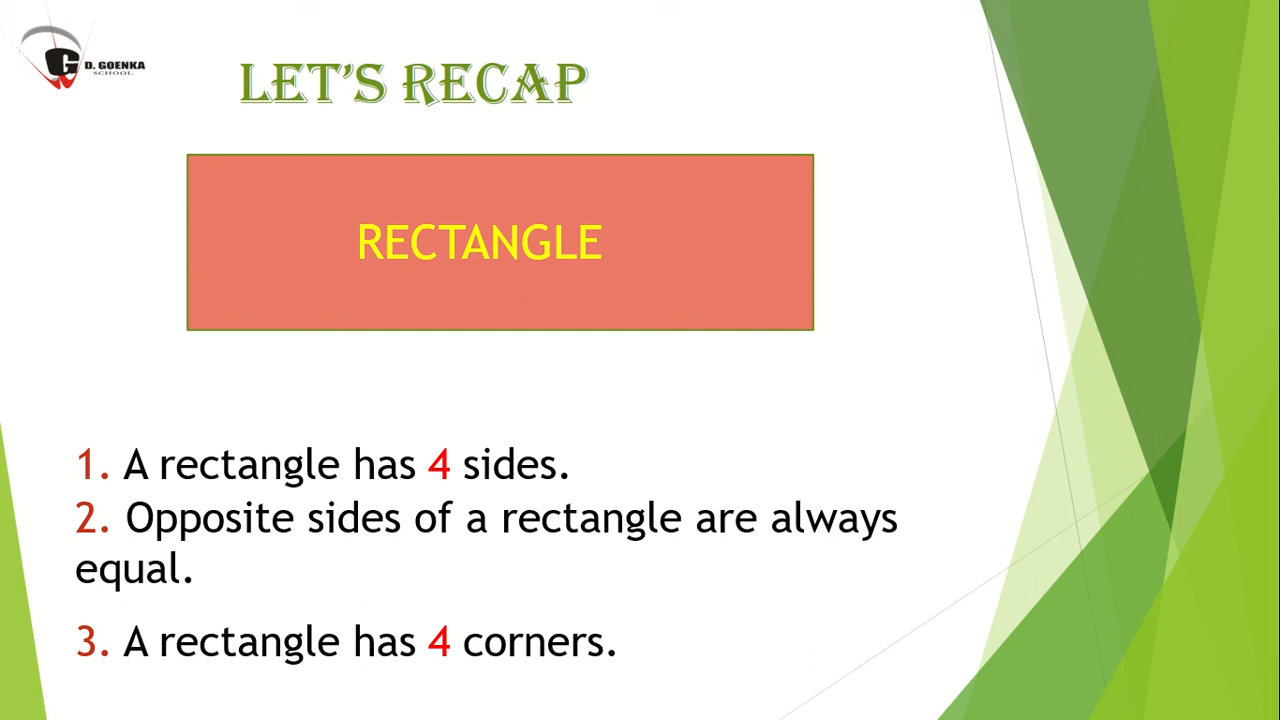 G D. GOENKA
SCHOOL
LET'S RECAP
RECTANGLE
1. A rectangle has 4 sides.
2. Opposite sides of a rectangle are always
equal.
3. A rectangle has 4 corners.